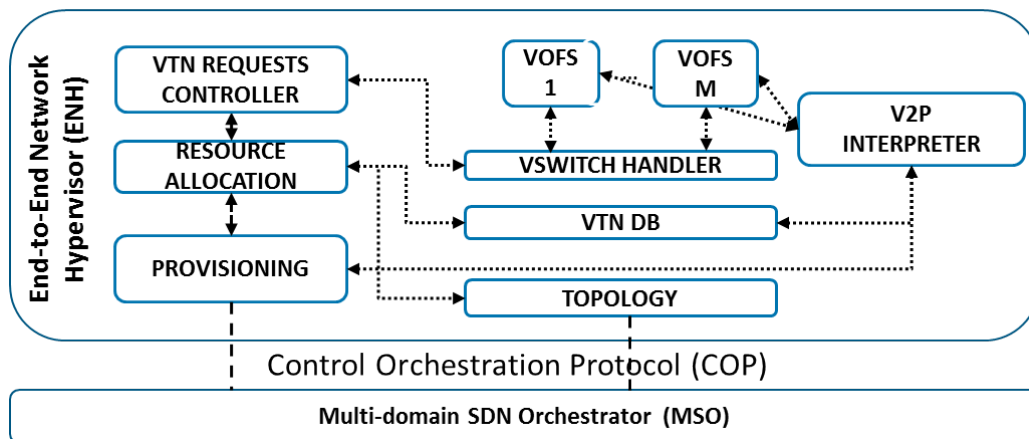 End-to-End Network
Hypervisor (ENH)
VTN REQUESTS
CONTROLLER
VOFS
1
VOFS
M
V2P
INTERPRETER
RESOURCE
ALLOCATION
VSWITCH HANDLER
VTN DB
PROVISIONING
TOPOLOGY
Control Orchestration Protocol (COP)
Multi-domain SDN Orchestrator (MSO)